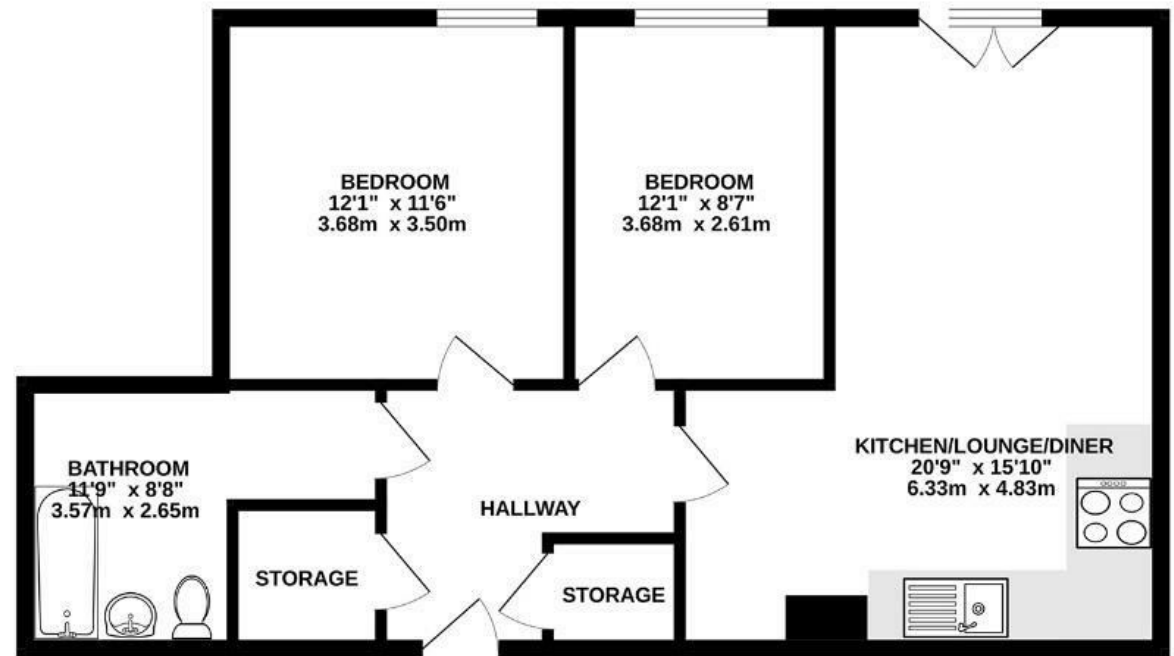 BEDROOM
12'1" x 11'6"
3.68m x 3.50m
BEDROOM
12'1" x 8'7"
3.68m x 2.61m
KITCHEN/LOUNGE/DINER
20'9" x 15'10"
6.33m x 4.83m
BATHROOM
11'9" x 8'8"
3.57m x 2.65m
HALLWAY
STORAGE
STORAGE